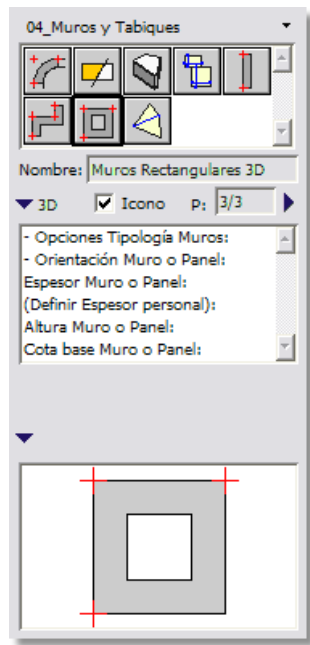 04_Muros y Tabiques
Nombre: Muros Rectangulares 3D
3D Icono P: 3/3
- Opciones Tipología Muros:
- Orientación Muro o Panel:
Espesor Muro o Panel:
(Definir Espesor personal):
Altura Muro o Panel:
Cota base Muro o Panel: